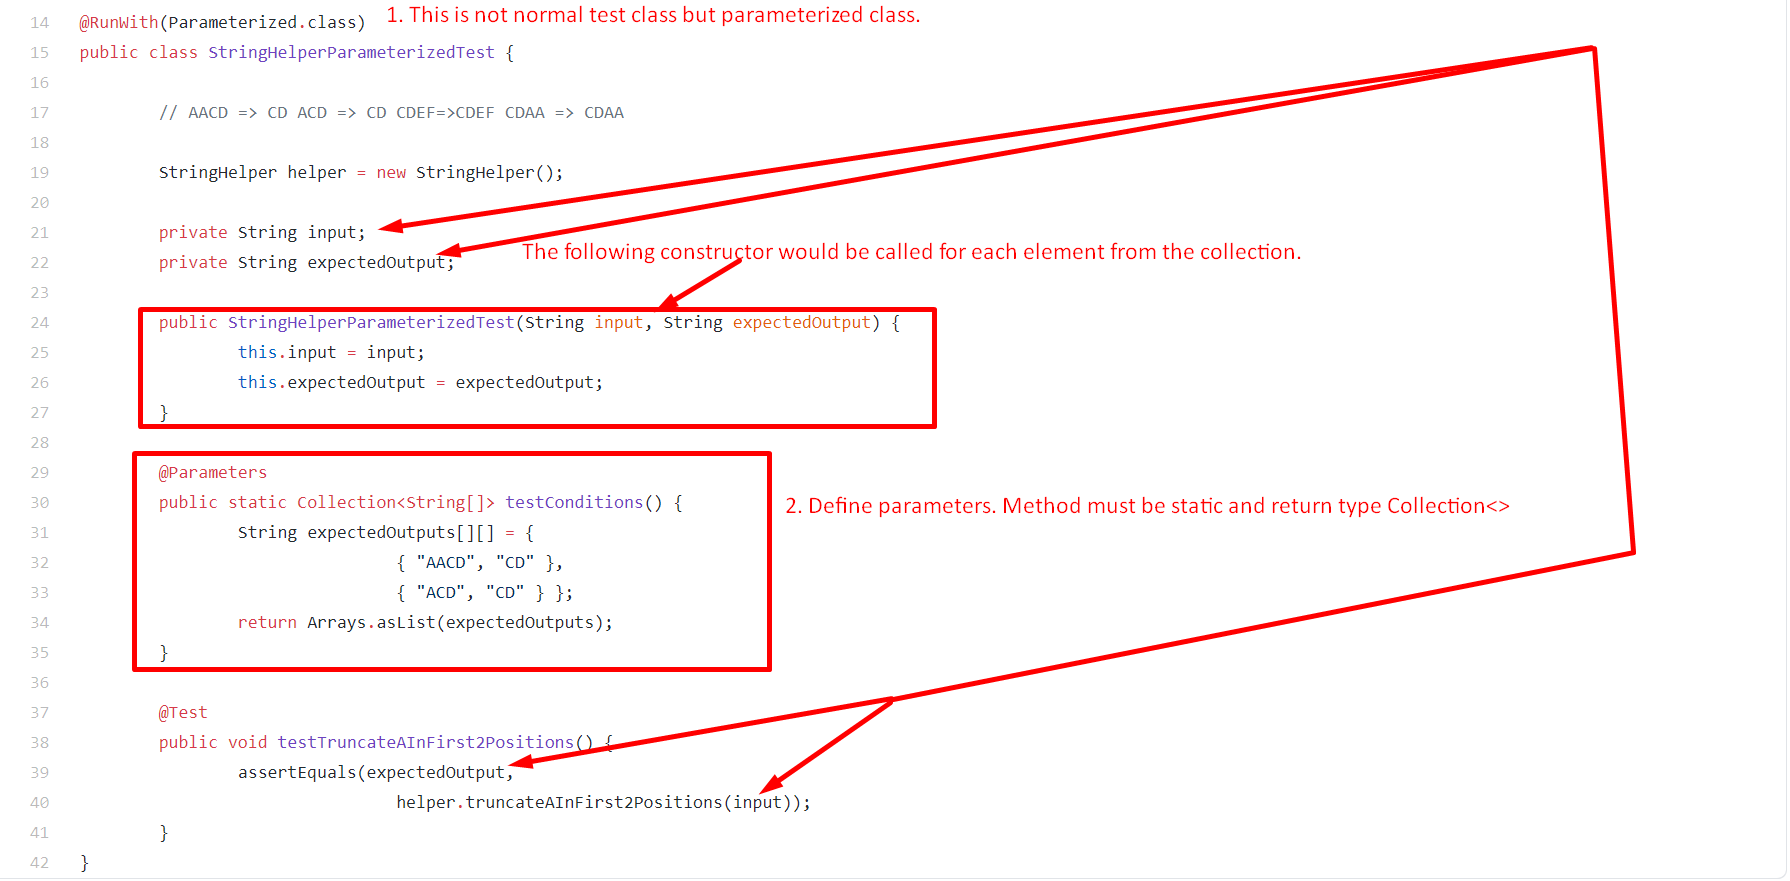 14 @RunWith(Parameterized.class) 1. This is not normal test class but parameterized class.
15 public class StringHelperParameterizedTest {
16
17 // AACD => CD ACD => CD CDEF=>CDEF CDAA => CDAA
18
19 StringHelper helper = new StringHelper();
20
21 private String input;
22 private String expectedOutput; The following constructor would be called for each element from the collection.
23
24 public StringHelperParameterizedTest(String input, String expectedOutput) {
25 this.input = input;
26 this.expectedOutput = expectedOutput;
27 }
28
29 @Parameters
30 public static Collection<String[]> testConditions() { 2. Define parameters. Method must be static and return type Collection<>
31 String expectedOutputs[][] = {
32 { "AACD", "CD" },
33 { "ACD", "CD" } };
34 return Arrays.asList(expectedOutputs);
35 }
36
37 @Test
38 public void testTruncateAInFirst2Positions() {
39 assertEquals(expectedOutput,
40 helper.truncateAInFirst2Positions(input));
41 }
42 }